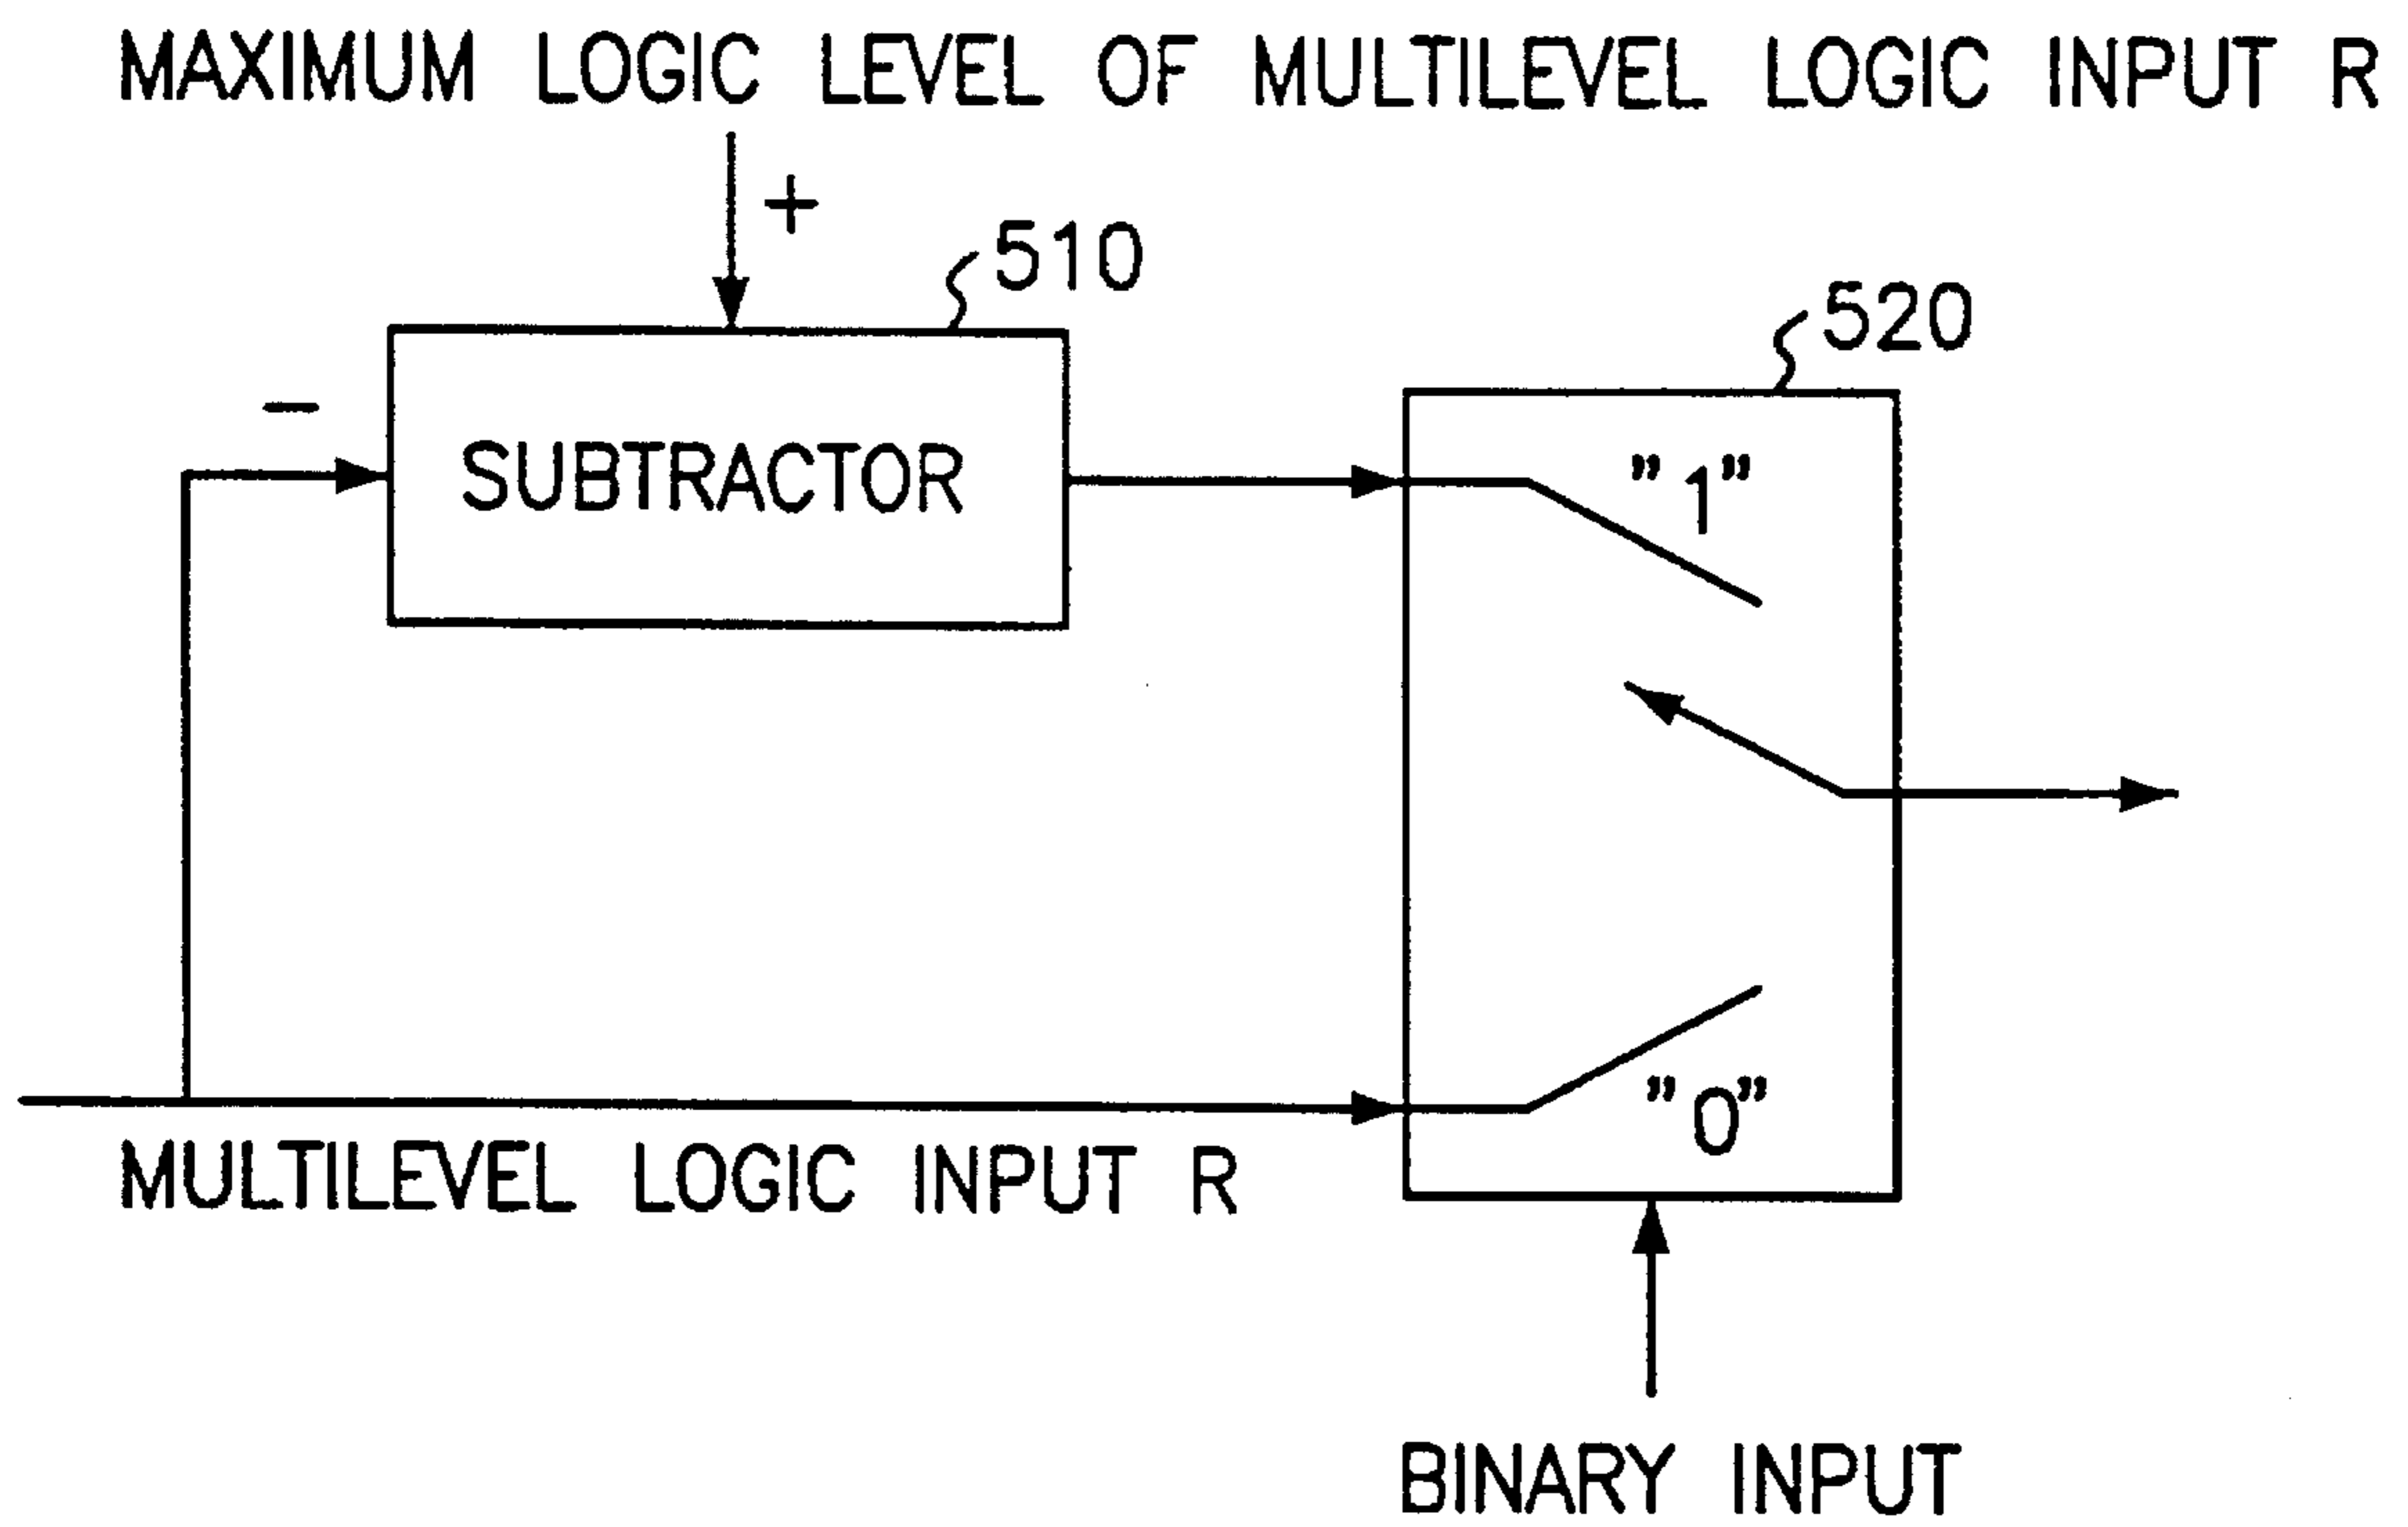 MAXIMUM LOGIC LEVEL OF MULTILEVEL LOGIC INPUT R
+
510
520
−
SUBTRACTOR
"1"
"0"
MULTILEVEL LOGIC INPUT R
BINARY INPUT